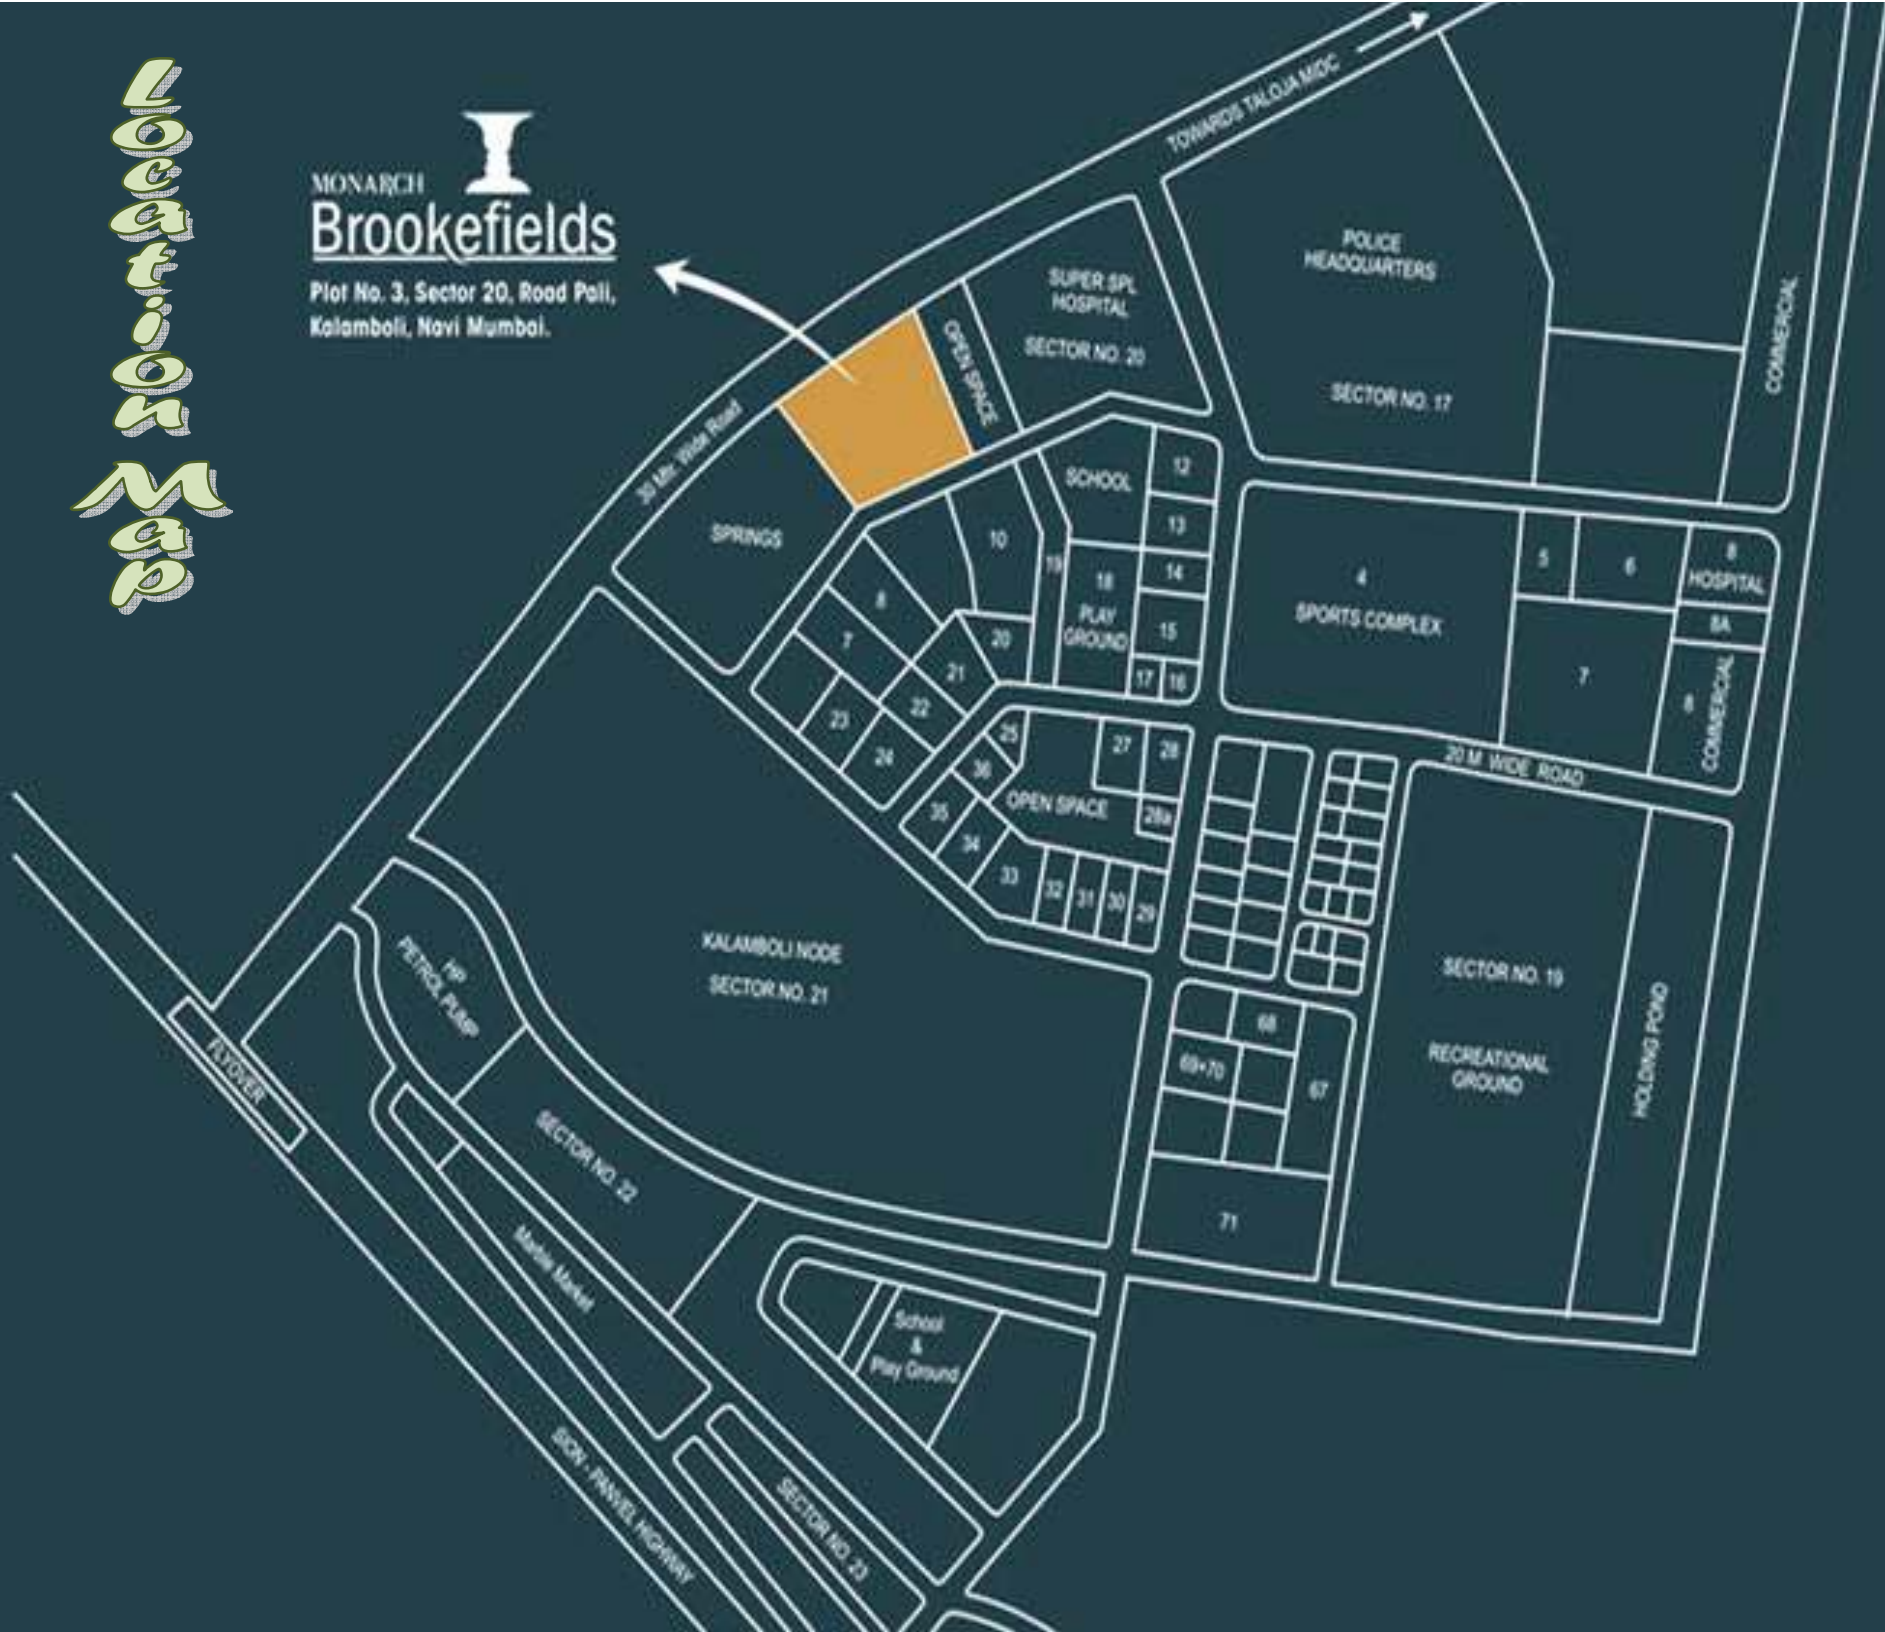 Location Map
MONARCH
Brookefields
Plot No. 3, Sector 20, Road Pali,
Kalamboli, Navi Mumbai.
TOWARDS TALOJA MIDC
POLICE
HEADQUARTERS
SECTOR NO. 17
COMMERCIAL
SUPER SPL
HOSPITAL
SECTOR NO. 20
OPEN SPACE
30 Mtr. Wide Road
SPRINGS
SCHOOL
12
13
14
15
16
17
18
PLAY
GROUND
19
10
8
7
20
21
22
23
24
4
SPORTS COMPLEX
5
6
7
8
HOSPITAL
8A
8
COMMERCIAL
20 M WIDE ROAD
25
36
35
34
33
32
31
30
29
27
28
28a
OPEN SPACE
KALAMBOLI NODE
SECTOR NO. 21
SECTOR NO. 19
RECREATIONAL
GROUND
HOLDING POND
68
69+70
67
71
HP
PETROL PUMP
FLYOVER
SECTOR NO. 22
Marble Market
School
&
Play Ground
SION - PANVEL HIGHWAY
SECTOR NO. 23